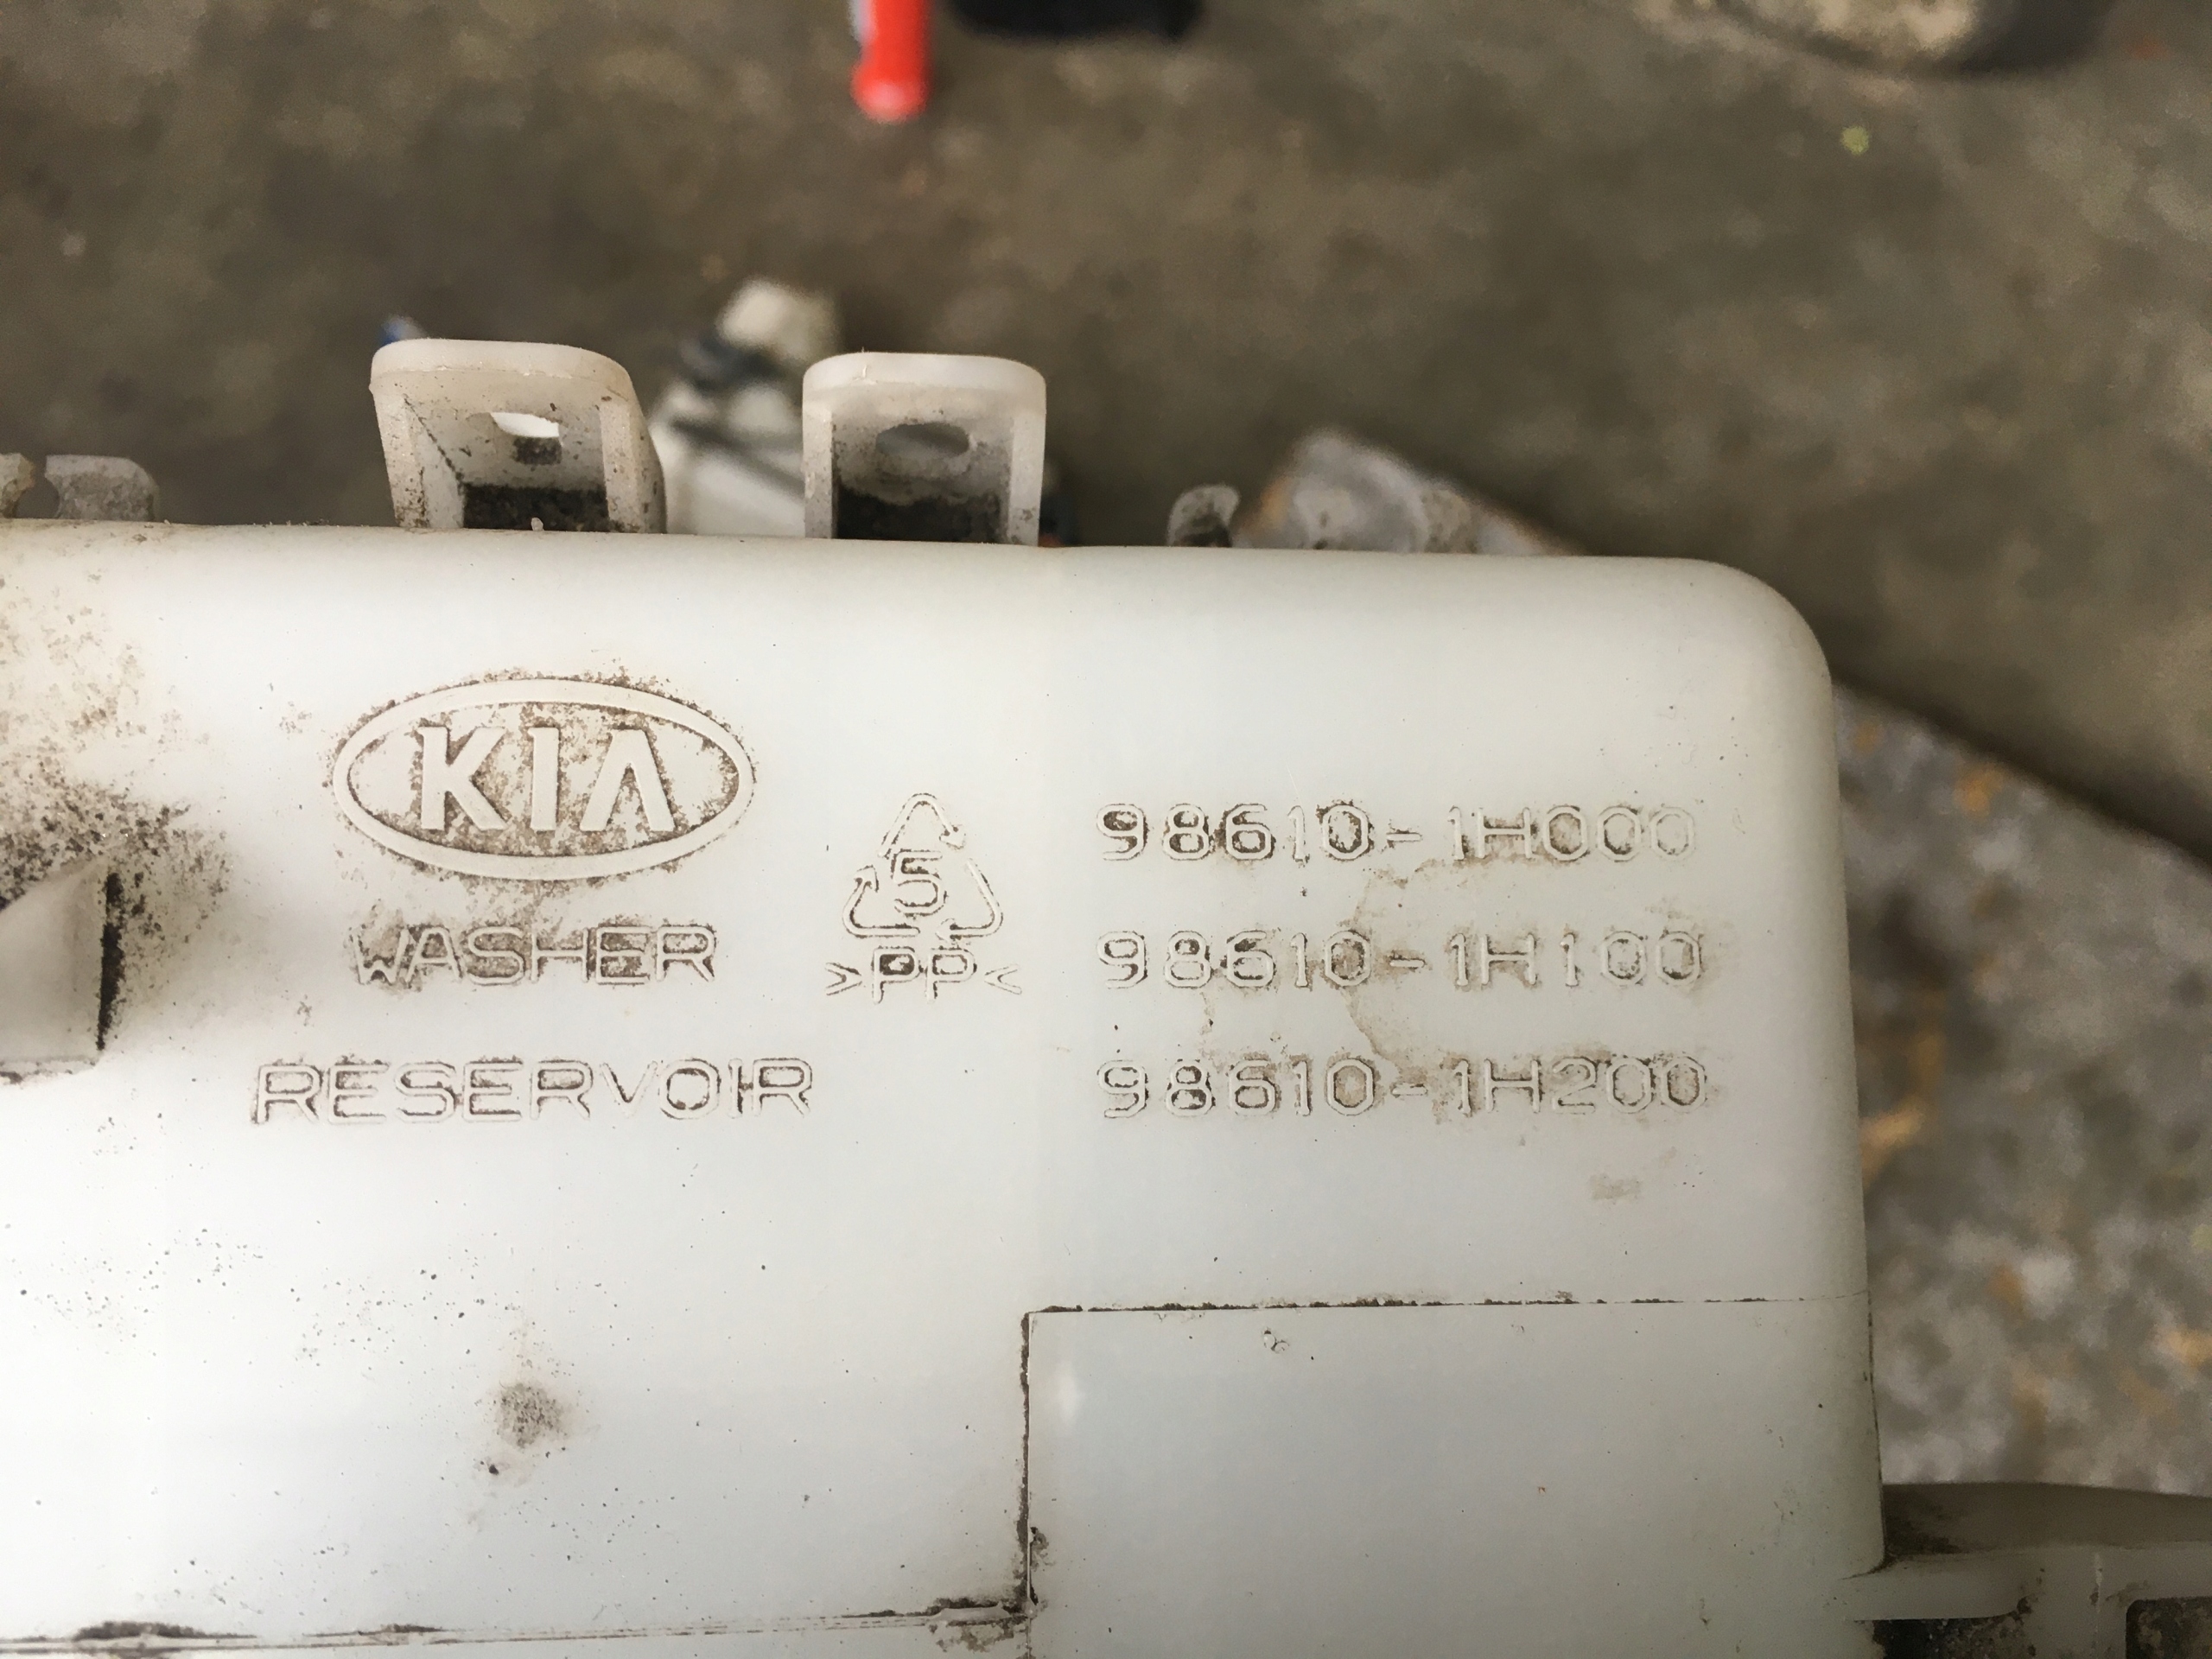 KIA
WASHER
RESERVOIR
5
>PP<
98610-1H000
98610-1H100
98610-1H200